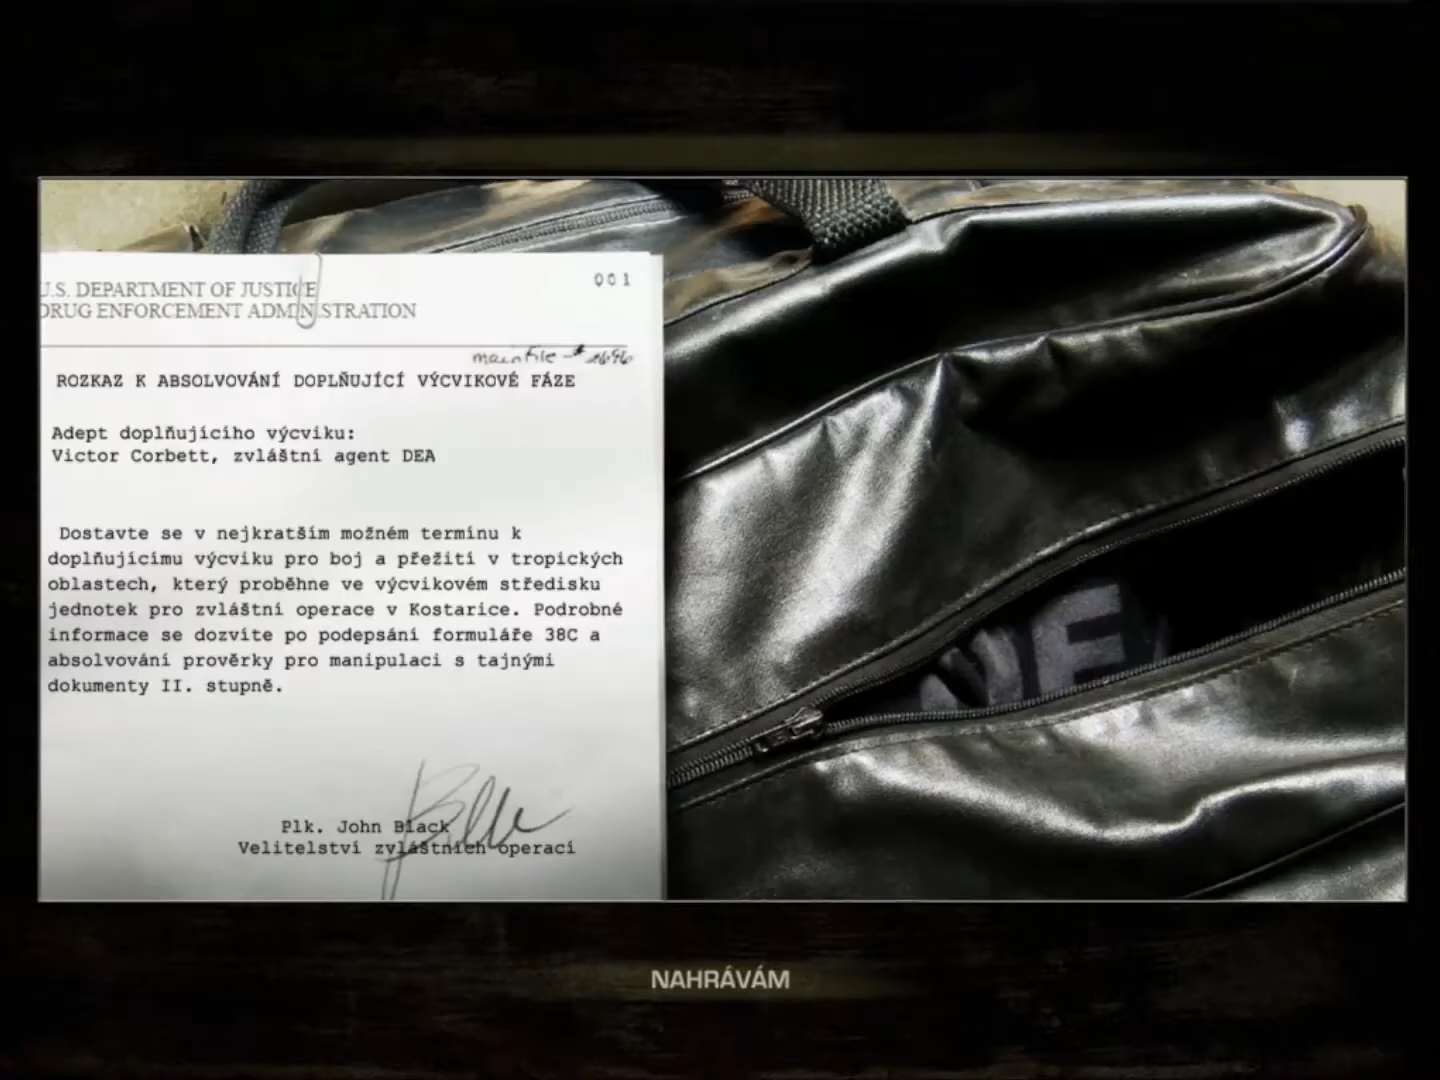 U.S. DEPARTMENT OF JUSTICE
DRUG ENFORCEMENT ADMINISTRATION
001
main file - # 1696
ROZKAZ K ABSOLVOVÁNÍ DOPLŇUJÍCÍ VÝCVIKOVÉ FÁZE
Adept doplňujícího výcviku:
Victor Corbett, zvláštní agent DEA
Dostavte se v nejkratším možném termínu k
doplňujícímu výcviku pro boj a přežití v tropických
oblastech, který proběhne ve výcvikovém středisku
jednotek pro zvláštní operace v Kostarice. Podrobné
informace se dozvíte po podepsání formuláře 38C a
absolvování prověrky pro manipulaci s tajnými
dokumenty II. stupně.
Plk. John Black
Velitelství zvláštních operací
NAHRÁVÁM